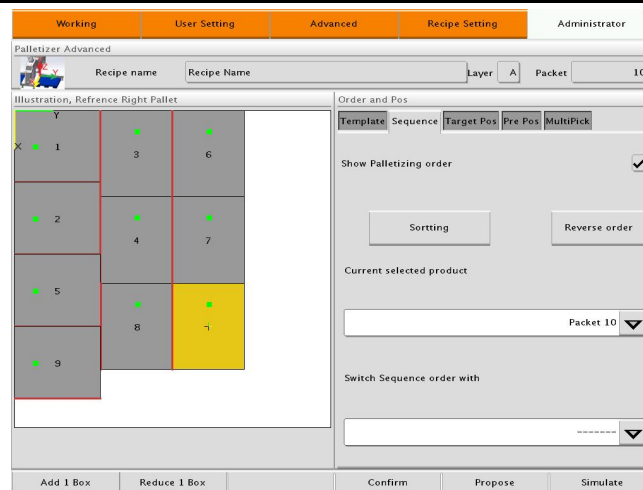 Working User Setting Advanced Recipe Setting Administrator
Palletizer Advanced
Recipe name Recipe Name Layer A Packet 10
Illustration, Refrence Right Pallet Order and Pos
Y
X
1
3
6
Template Sequence Target Pos Pre Pos MultiPick
Show Palletizing order
2
4
7
Sortting Reverse order
Current selected product
5
8
Packet 10
9
Switch Sequence order with
-------
Add 1 Box Reduce 1 Box Confirm Propose Simulate